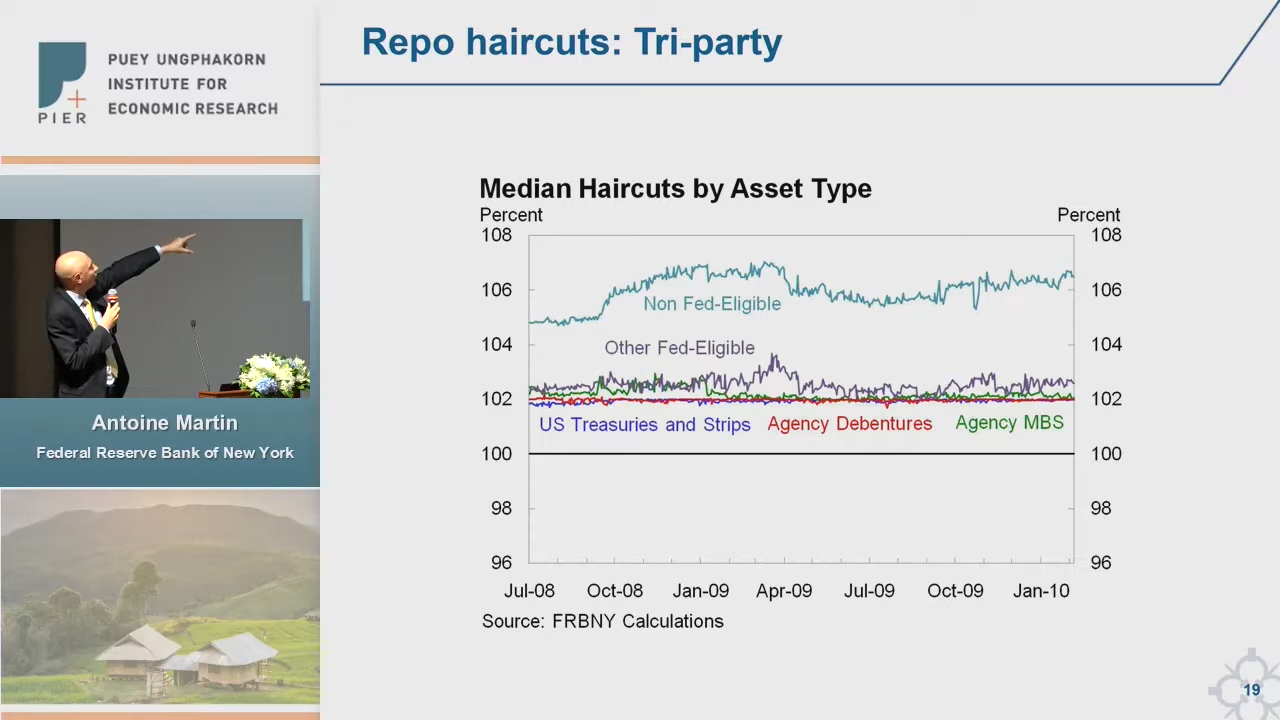 PUEY UNGPHAKORN
INSTITUTE FOR
ECONOMIC RESEARCH
PIER
Antoine Martin
Federal Reserve Bank of New York
Repo haircuts: Tri-party
Median Haircuts by Asset Type
Percent Percent
108 108
106 106
Non Fed-Eligible
104 104
Other Fed-Eligible
102 102
US Treasuries and Strips Agency Debentures Agency MBS
100 100
98 98
96 96
Jul-08 Oct-08 Jan-09 Apr-09 Jul-09 Oct-09 Jan-10
Source: FRBNY Calculations
19